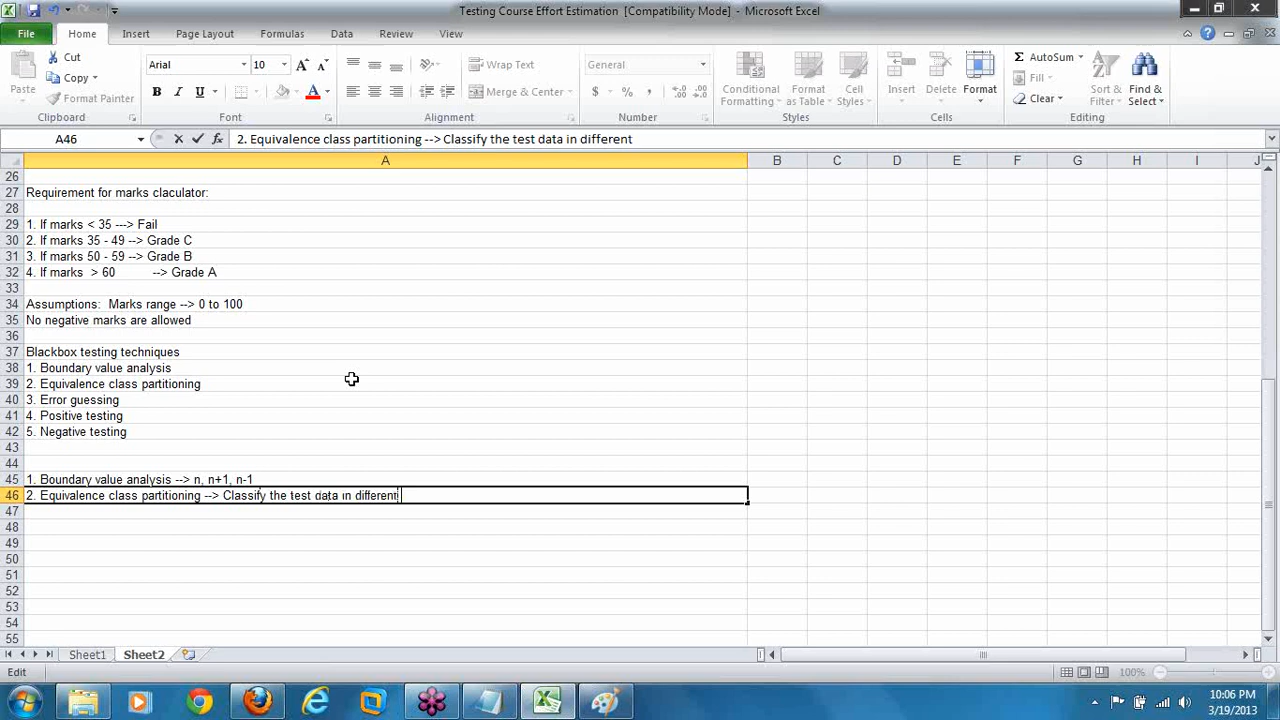 Testing Course Effort Estimation [Compatibility Mode] - Microsoft Excel
File Home Insert Page Layout Formulas Data Review View
Paste Cut Copy Format Painter Clipboard
Arial 10 B I U A A A Font
Wrap Text Merge & Center Alignment
General $ % , Number
Conditional Formatting Format as Table Cell Styles Styles
Insert Delete Format Cells
Σ AutoSum Fill Clear Sort & Filter Find & Select Editing
A46 fx 2. Equivalence class partitioning --> Classify the test data in different
A B C D E F G H I J
26
27 Requirement for marks claculator:
28
29 1. If marks < 35 ---> Fail
30 2. If marks 35 - 49 --> Grade C
31 3. If marks 50 - 59 --> Grade B
32 4. If marks > 60 --> Grade A
33
34 Assumptions: Marks range --> 0 to 100
35 No negative marks are allowed
36
37 Blackbox testing techniques
38 1. Boundary value analysis
39 2. Equivalence class partitioning
40 3. Error guessing
41 4. Positive testing
42 5. Negative testing
43
44
45 1. Boundary value analysis --> n, n+1, n-1
46 2. Equivalence class partitioning --> Classify the test data in different
47
48
49
50
51
52
53
54
55
Sheet1 Sheet2
Edit 100%
10:06 PM
3/19/2013